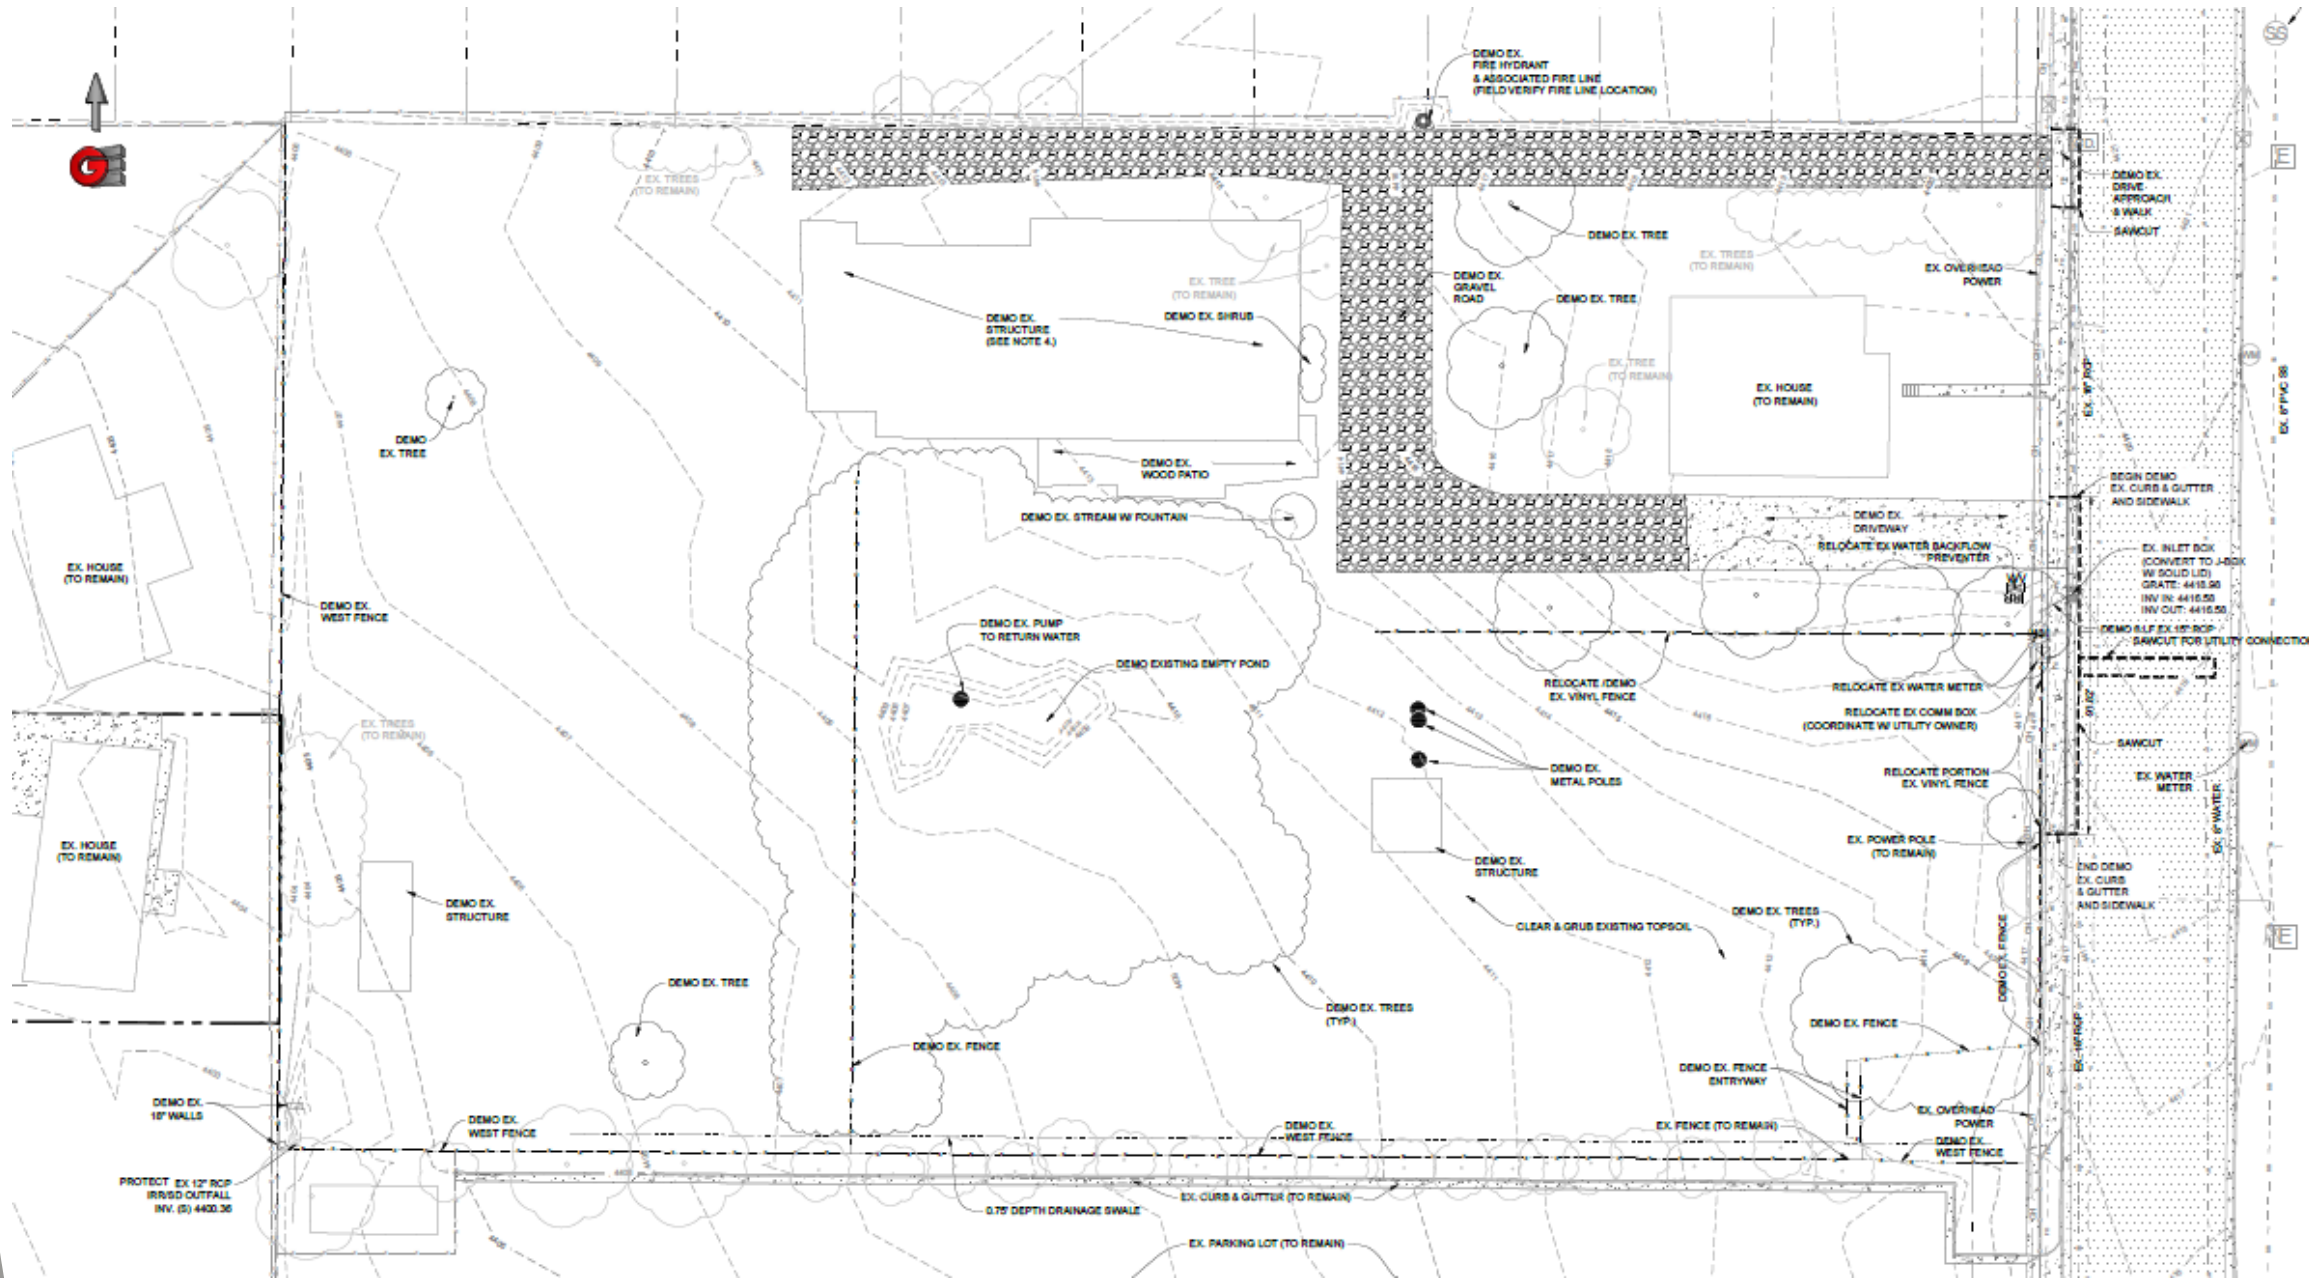 DEMO EX.
FIRE HYDRANT
& ASSOCIATED FIRE LINE
(FIELD VERIFY FIRE LINE LOCATION)
SS
G
E
EX. TREES
(TO REMAIN)
DEMO EX.
DRIVE
APPROACH
& WALK
SAWCUT
DEMO EX. TREE
EX. TREES
(TO REMAIN)
EX. OVERHEAD
POWER
EX. TREE
(TO REMAIN)
DEMO EX.
GRAVEL
ROAD
DEMO EX. TREE
DEMO EX.
STRUCTURE
(SEE NOTE 4.)
DEMO EX. SHRUB
EX. TREE
(TO REMAIN)
EX. HOUSE
(TO REMAIN)
EX. 8" PVC SS
DEMO
EX. TREE
DEMO EX.
WOOD PATIO
BEGIN DEMO
EX. CURB & GUTTER
AND SIDEWALK
DEMO EX. STREAM W/ FOUNTAIN
DEMO EX.
DRIVEWAY
RELOCATE EX WATER BACKFLOW
PREVENTER
EX. INLET BOX
(CONVERT TO J-BOX
W/ SOLID LID)
GRATE: 4418.98
INV IN: 4416.58
INV OUT: 4416.58
EX. HOUSE
(TO REMAIN)
DEMO EX.
WEST FENCE
DEMO EX. PUMP
TO RETURN WATER
SAWCUT FOR UTILITY CONNECTIO
DEMO EXISTING EMPTY POND
RELOCATE /DEMO
EX. VINYL FENCE
RELOCATE EX WATER METER
RELOCATE EX COMM BOX
(COORDINATE W/ UTILITY OWNER)
EX. TREES
(TO REMAIN)
SAWCUT
DEMO EX.
METAL POLES
RELOCATE PORTION
EX. VINYL FENCE
EX. WATER
METER
EX. 8" WATER
EX. HOUSE
(TO REMAIN)
EX. POWER POLE
(TO REMAIN)
DEMO EX.
STRUCTURE
END DEMO
EX. CURB
& GUTTER
AND SIDEWALK
DEMO EX.
STRUCTURE
DEMO EX. TREES
(TYP.)
CLEAR & GRUB EXISTING TOPSOIL
E
DEMO EX. FENCE
DEMO EX. TREE
DEMO EX. TREES
(TYP.)
DEMO EX. FENCE
DEMO EX. FENCE
DEMO EX. FENCE
ENTRYWAY
DEMO EX.
18" WALLS
DEMO EX.
WEST FENCE
DEMO EX.
WEST FENCE
EX. FENCE (TO REMAIN)
EX. OVERHEAD
POWER
DEMO EX.
WEST FENCE
PROTECT EX 12" RCP
IRR/SD OUTFALL
INV. (S) 4400.36
0.75' DEPTH DRAINAGE SWALE
EX. CURB & GUTTER (TO REMAIN)
EX. PARKING LOT (TO REMAIN)